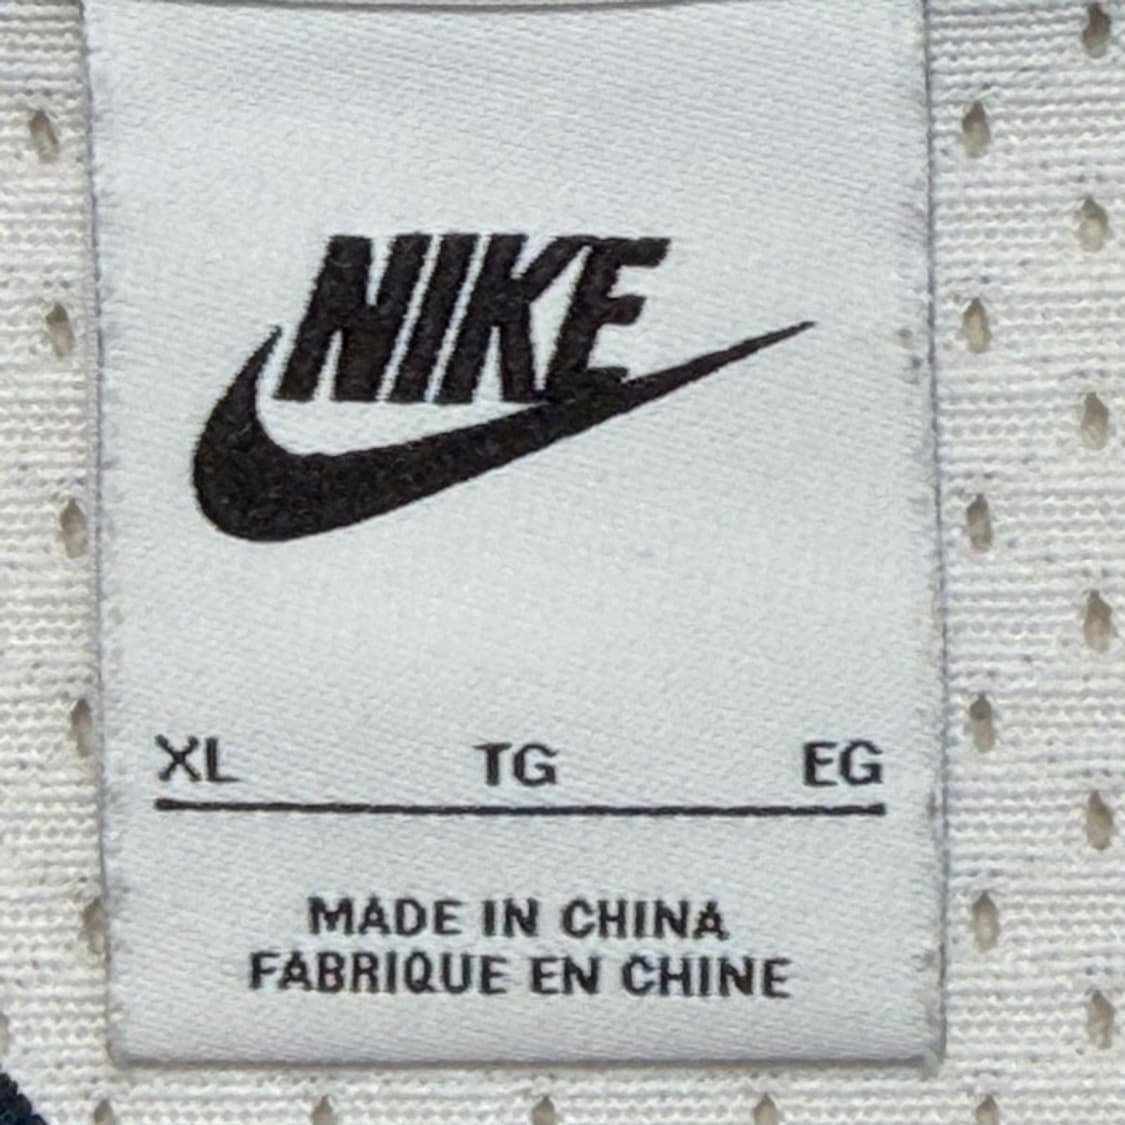 NIKE
XL TG EG
MADE IN CHINA
FABRIQUE EN CHINE